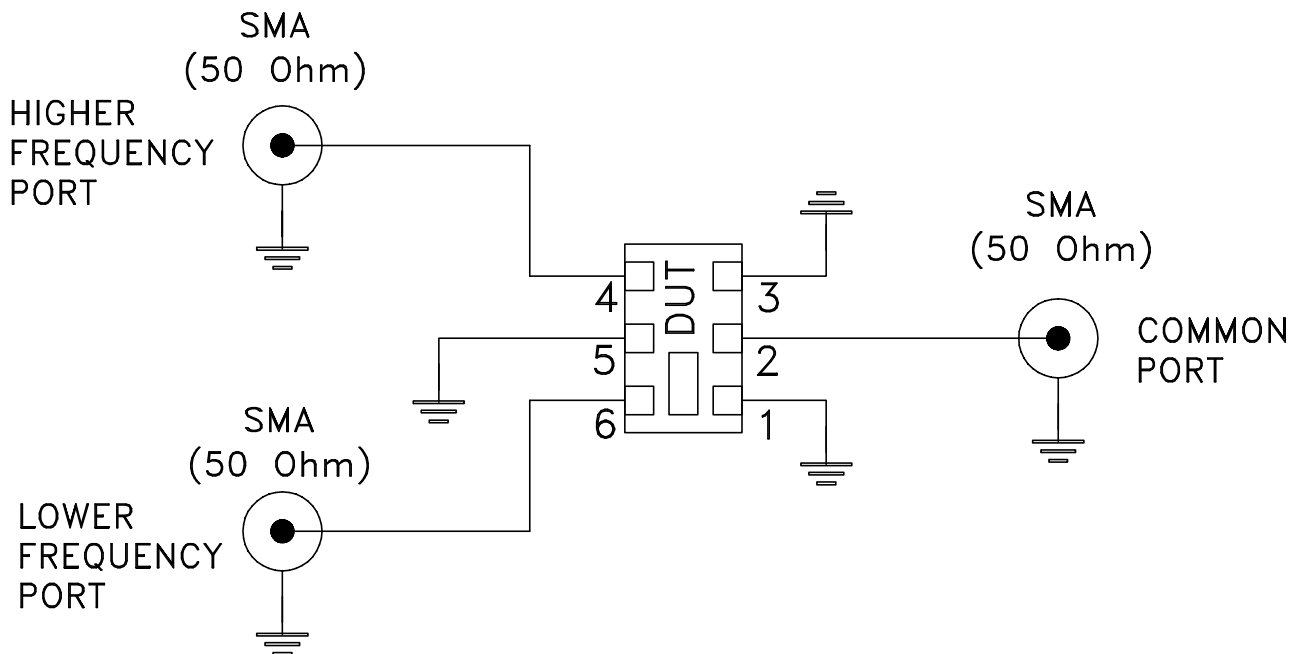 SMA
(50 Ohm)
HIGHER
FREQUENCY
PORT
SMA
(50 Ohm)
COMMON
PORT
DUT
4
3
5
2
6
1
SMA
(50 Ohm)
LOWER
FREQUENCY
PORT